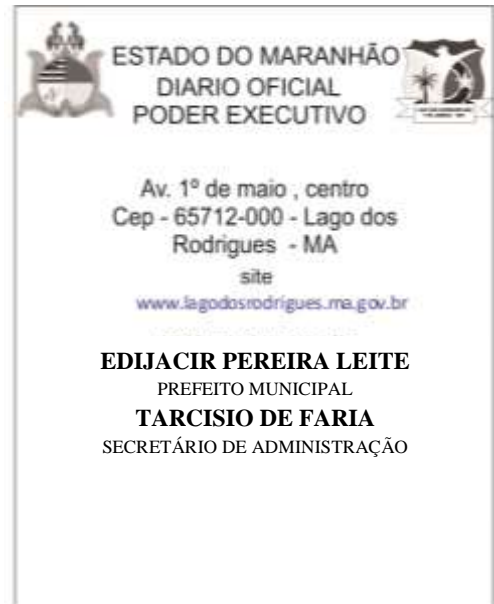 ESTADO DO MARANHÃO
DIARIO OFICIAL
PODER EXECUTIVO
Av. 1º de maio , centro
Cep - 65712-000 - Lago dos
Rodrigues - MA
site
www.lagodosrodrigues.ma.gov.br
EDIJACIR PEREIRA LEITE
PREFEITO MUNICIPAL
TARCISIO DE FARIA
SECRETÁRIO DE ADMINISTRAÇÃO